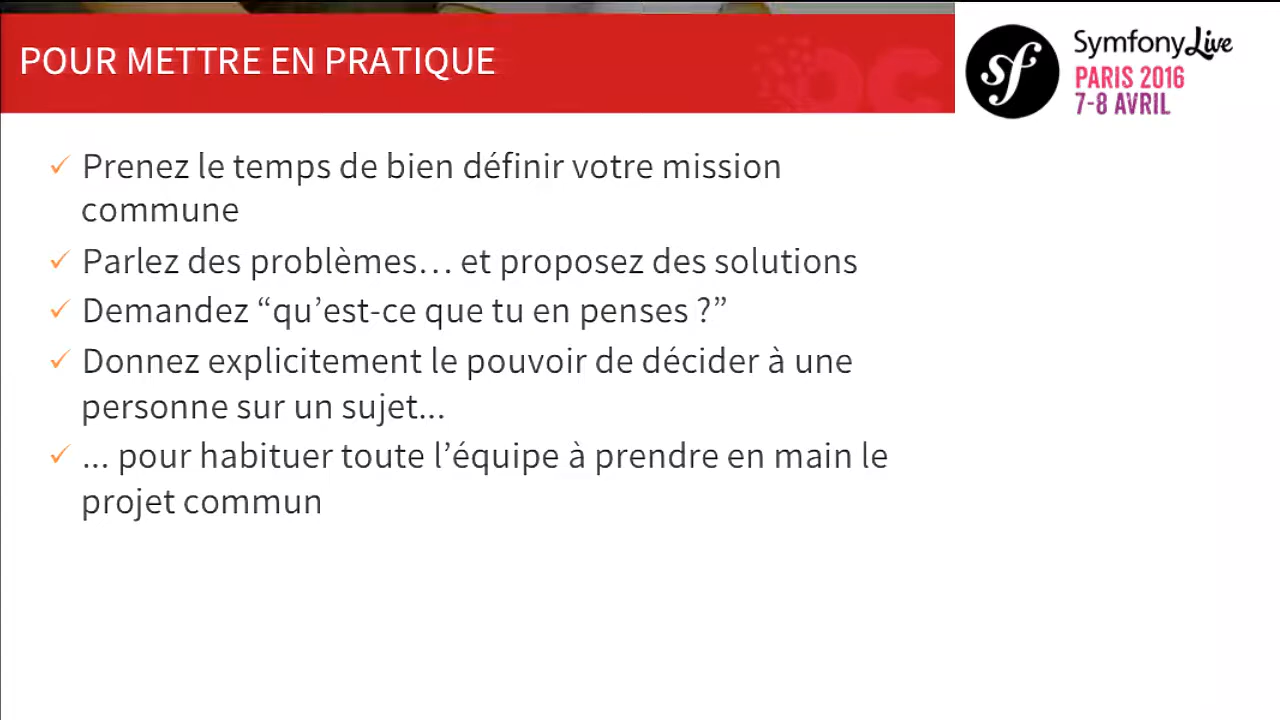 POUR METTRE EN PRATIQUE
sf
SymfonyLive
PARIS 2016
7-8 AVRIL
Prenez le temps de bien définir votre mission
commune
Parlez des problèmes… et proposez des solutions
Demandez “qu’est-ce que tu en penses ?”
Donnez explicitement le pouvoir de décider à une
personne sur un sujet...
... pour habituer toute l’équipe à prendre en main le
projet commun